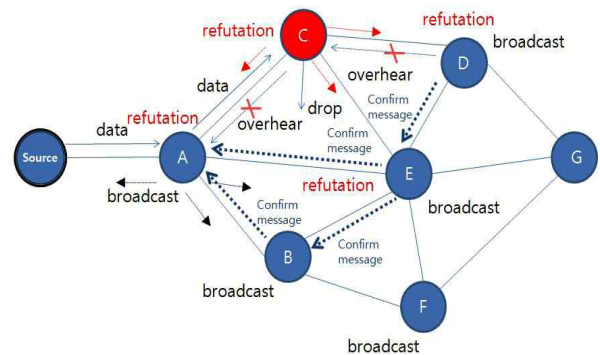 refutation
C
refutation
D
broadcast
data
overhear
Confirm
message
drop
refutation
overhear
data
Confirm
message
Source
A
G
E
refutation
broadcast
Confirm
message
broadcast
Confirm
message
B
broadcast
F
broadcast